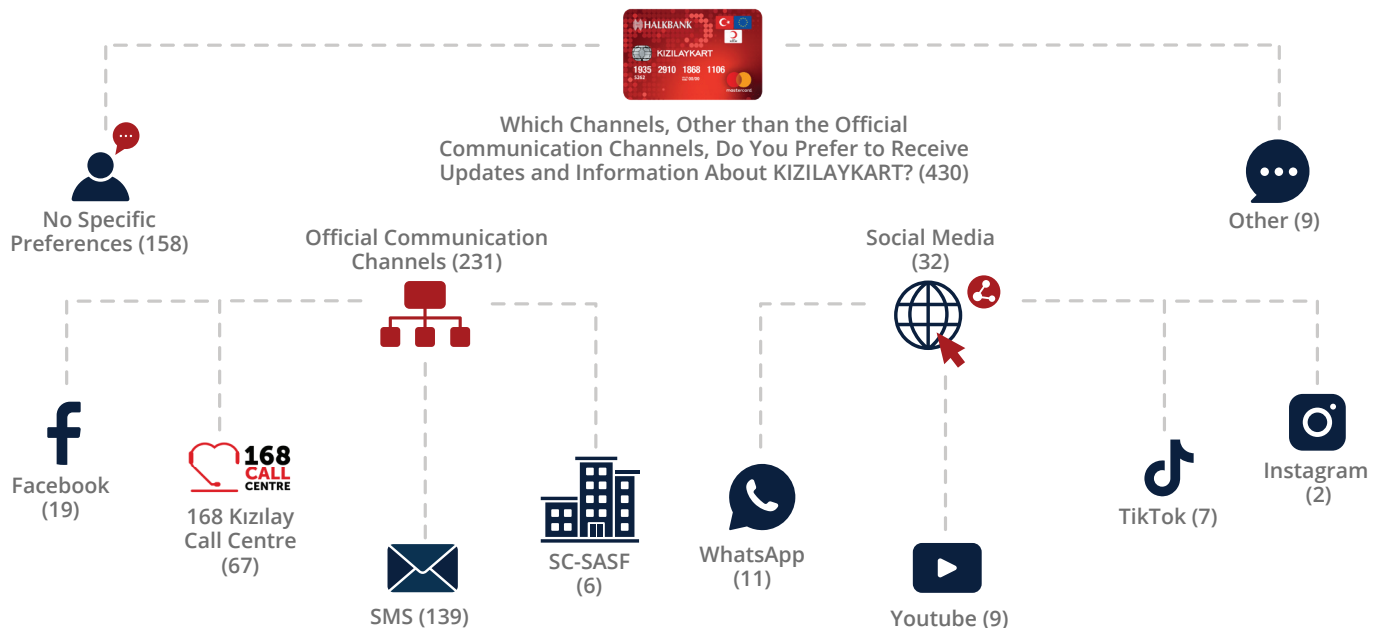 HALKBANK
KIZILAYKART
1935 2910 1868 1106
mastercard
Which Channels, Other than the Official
Communication Channels, Do You Prefer to Receive
Updates and Information About KIZILAYKART? (430)
No Specific
Preferences (158)
Other (9)
Official Communication
Channels (231)
Social Media
(32)
Facebook
(19)
168
CALL
CENTRE
168 Kızılay
Call Centre
(67)
SMS (139)
SC-SASF
(6)
WhatsApp
(11)
Youtube (9)
TikTok (7)
Instagram
(2)